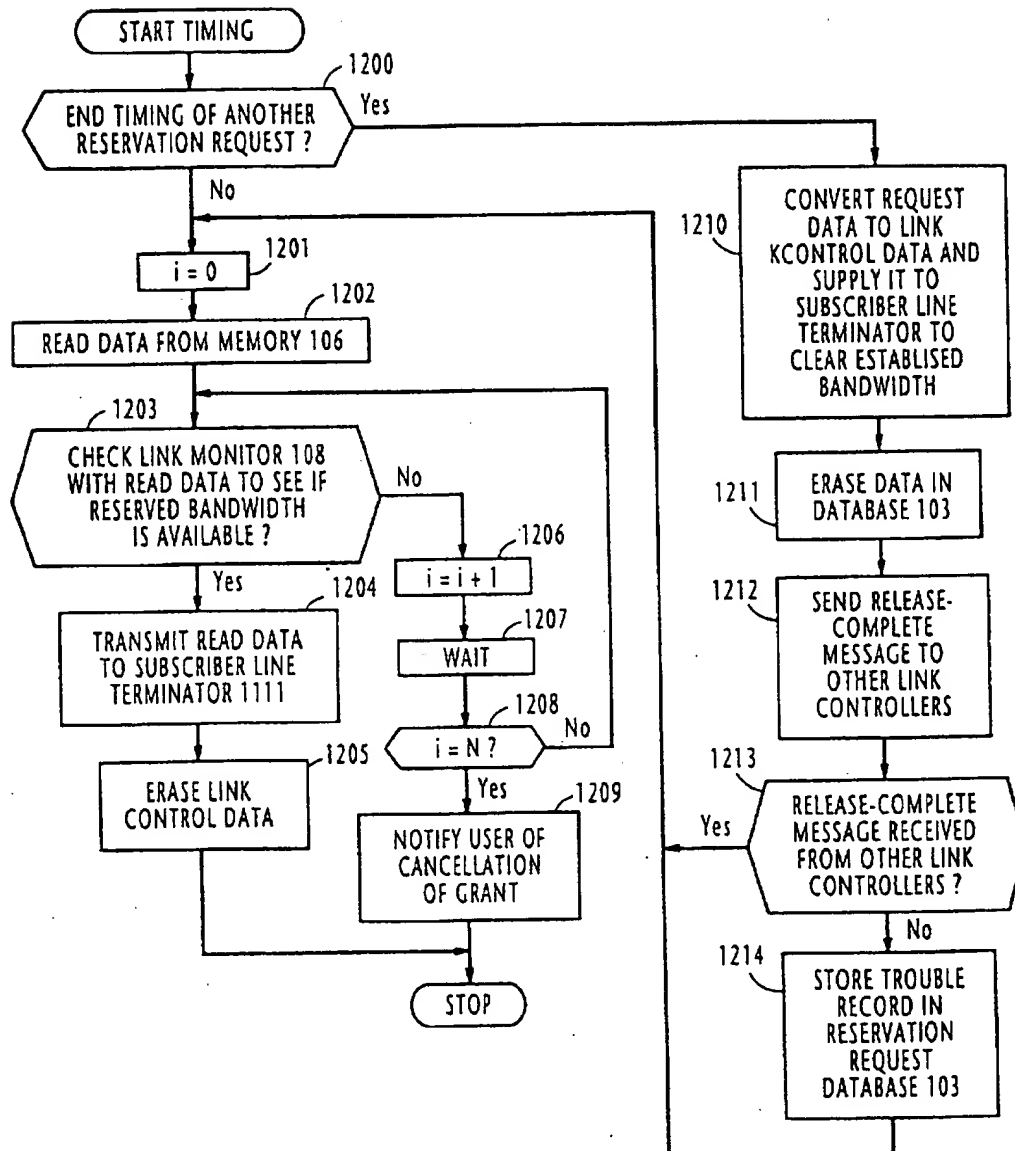 START TIMING
1200
END TIMING OF ANOTHER
RESERVATION REQUEST ?
Yes
No
1201
i = 0
1202
READ DATA FROM MEMORY 106
1203
CHECK LINK MONITOR 108
WITH READ DATA TO SEE IF
RESERVED BANDWIDTH
IS AVAILABLE ?
No
Yes
1204
TRANSMIT READ DATA
TO SUBSCRIBER LINE
TERMINATOR 1111
1205
ERASE LINK
CONTROL DATA
1206
i = i + 1
1207
WAIT
1208
i = N ?
No
Yes
1209
NOTIFY USER OF
CANCELLATION
OF GRANT
STOP
1210
CONVERT REQUEST
DATA TO LINK
KCONTROL DATA AND
SUPPLY IT TO
SUBSCRIBER LINE
TERMINATOR TO
CLEAR ESTABLISED
BANDWIDTH
1211
ERASE DATA IN
DATABASE 103
1212
SEND RELEASE-
COMPLETE
MESSAGE TO
OTHER LINK
CONTROLLERS
1213
RELEASE-COMPLETE
MESSAGE RECEIVED
FROM OTHER LINK
CONTROLLERS ?
Yes
No
1214
STORE TROUBLE
RECORD IN
RESERVATION
REQUEST
DATABASE 103